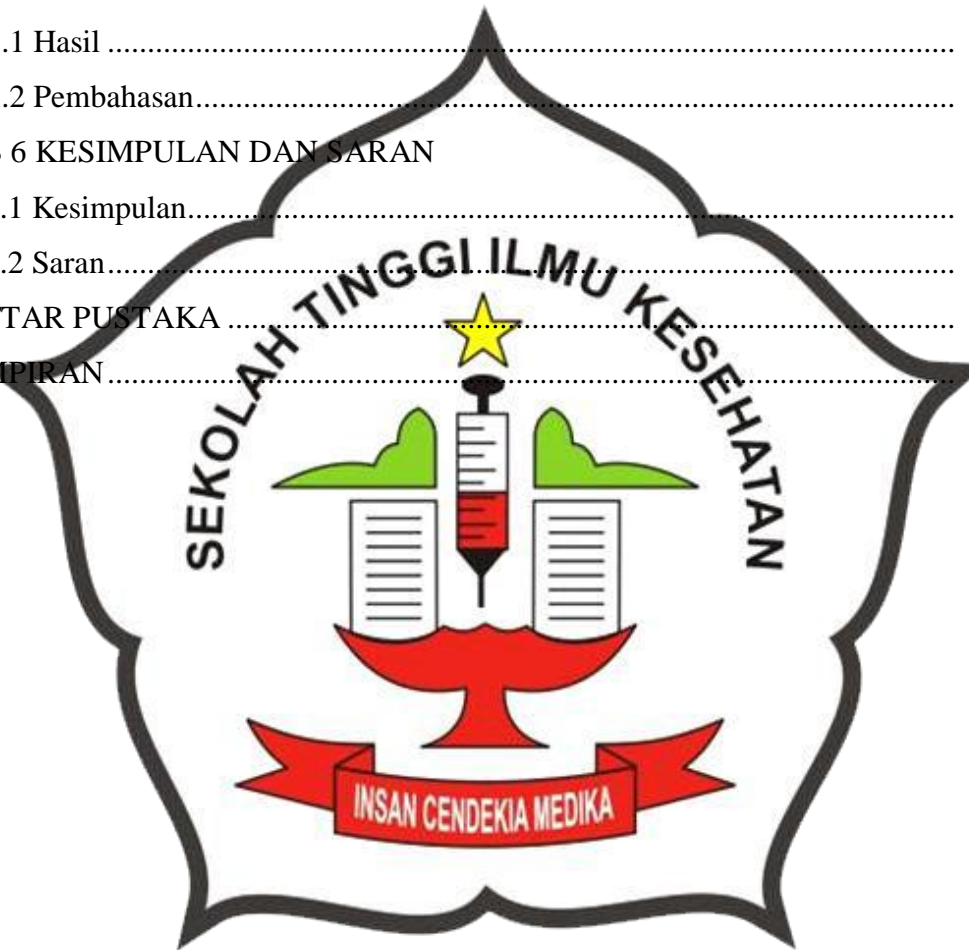 .1 Hasil ..........
.2 Pembahasan..........
6 KESIMPULAN DAN SARAN
.1 Kesimpulan..........
.2 Saran..........
TAR PUSTAKA ..........
MPIRAN ..........
SEKOLAH TINGGI ILMU KESEHATAN
INSAN CENDEKIA MEDIKA